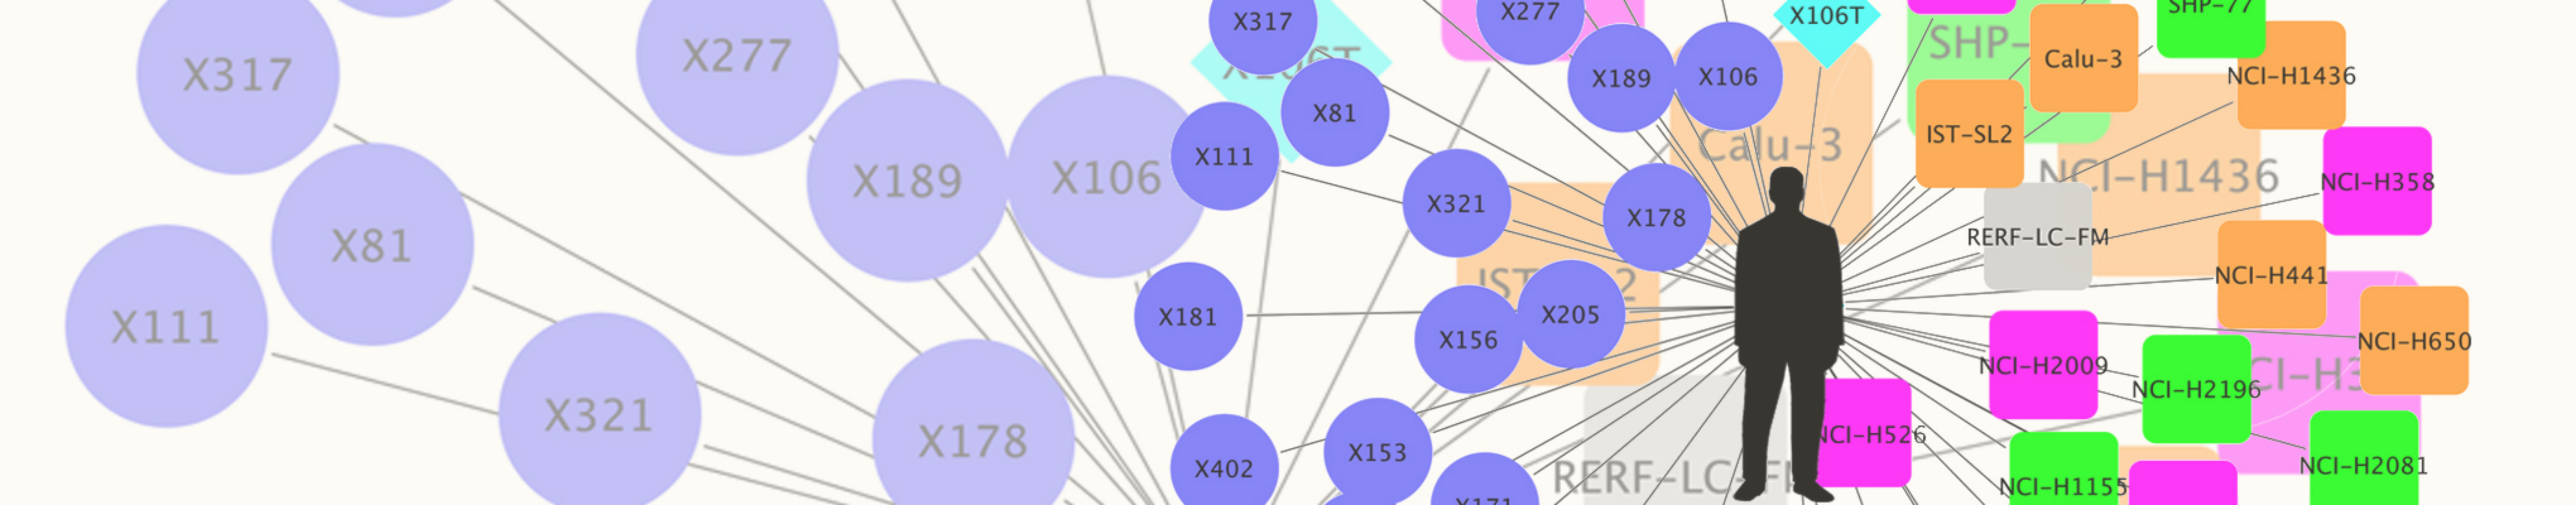 X317
X277
X189
X106
X81
X111
X321
X178
X317
X106T
X81
X111
X277
X189
X106
X106T
X321
X178
X181
X156
X205
X402
X153
X171
SHP-
Calu-3
SHP-77
NCI-H1436
IST-SL2
Calu-3
NCI-H1436
NCI-H358
RERF-LC-FM
NCI-H441
NCI-H650
NCI-H2009
NCI-H2196
NCI-H526
NCI-H2081
NCI-H1155
RERF-LC-FM